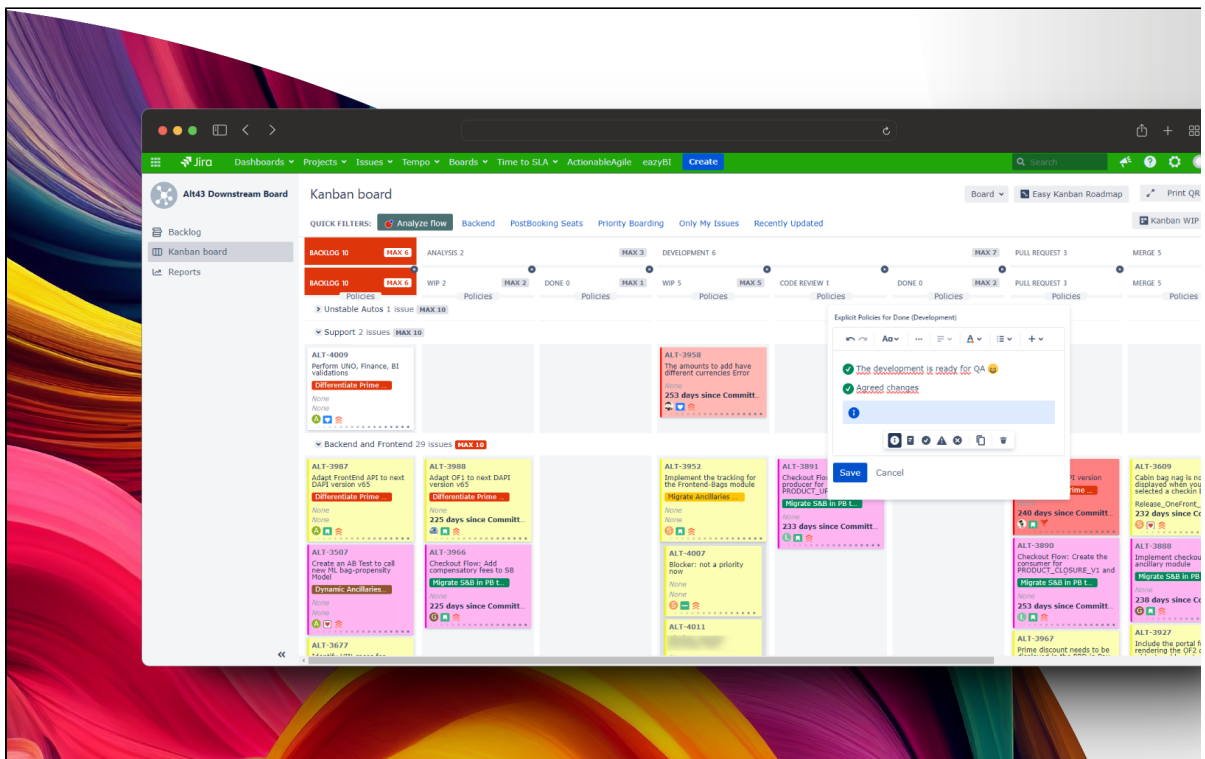 Jira
Dashboards Projects Issues Tempo Boards Time to SLA ActionableAgile eazyBI Create
Search
Alt43 Downstream Board
Backlog
Kanban board
Reports
Kanban board
Board
Easy Kanban Roadmap
Print QR
QUICK FILTERS: Analyze flow Backend PostBooking Seats Priority Boarding Only My Issues Recently Updated
Kanban WIP
BACKLOG 10 MAX 6 ANALYSIS 2 MAX 3 DEVELOPMENT 6 MAX 7 PULL REQUEST 3 MERGE 5
BACKLOG 10 MAX 6 WIP 2 MAX 2 DONE 0 MAX 1 WIP 5 MAX 5 CODE REVIEW 1 DONE 0 MAX 2 PULL REQUEST 3 MERGE 5
Policies Policies Policies Policies Policies Policies Policies Policies
Unstable Autos 1 issue MAX 10
Support 2 issues MAX 10
ALT-4009
Perform UNO, Finance, BI
validations
Differentiate Prime ...
None
None
A
ALT-3958
The amounts to add have
different currencies Error
None
253 days since Committ...
Explicit Policies for Done (Development)
Aa
A
The development is ready for QA
Agreed changes
Save Cancel
Backend and Frontend 29 issues MAX 10
ALT-3987
Adapt FrontEnd API to next
DAPI version v65
Differentiate Prime ...
None
None
A
ALT-3507
Create an AB Test to call
new ML bag-propensity
Model
Dynamic Ancillaries...
None
None
A
ALT-3677
ALT-3988
Adapt OF1 to next DAPI
version v65
Differentiate Prime ...
None
225 days since Committ...
ALT-3966
Checkout Flow: Add
compensatory fees to SB
Migrate S&B in PB t...
None
225 days since Committ...
G
ALT-3952
Implement the tracking for
the Frontend-Bags module
Migrate Ancillaries ...
None
None
S
ALT-4007
Blocker: not a priority
now
None
None
S
ALT-4011
ALT-3891
Checkout Flo
producer for
PRODUCT_UP
Migrate S&B in PB t...
None
233 days since Committ...
L
PI version
rime ...
240 days since Committ...
ALT-3890
Checkout Flow: Create the
consumer for
PRODUCT_CLOSURE_V1 and
Migrate S&B in PB t...
None
253 days since Committ...
L
ALT-3967
Prime discount needs to be
ALT-3609
Cabin bag nag is no
displayed when you
selected a checkin b
Release_OneFront_
232 days since Co
S
ALT-3888
Implement checkou
ancillary module
Migrate S&B in PB
None
238 days since Co
G
ALT-3927
Include the portal f
rendering the OF2 c